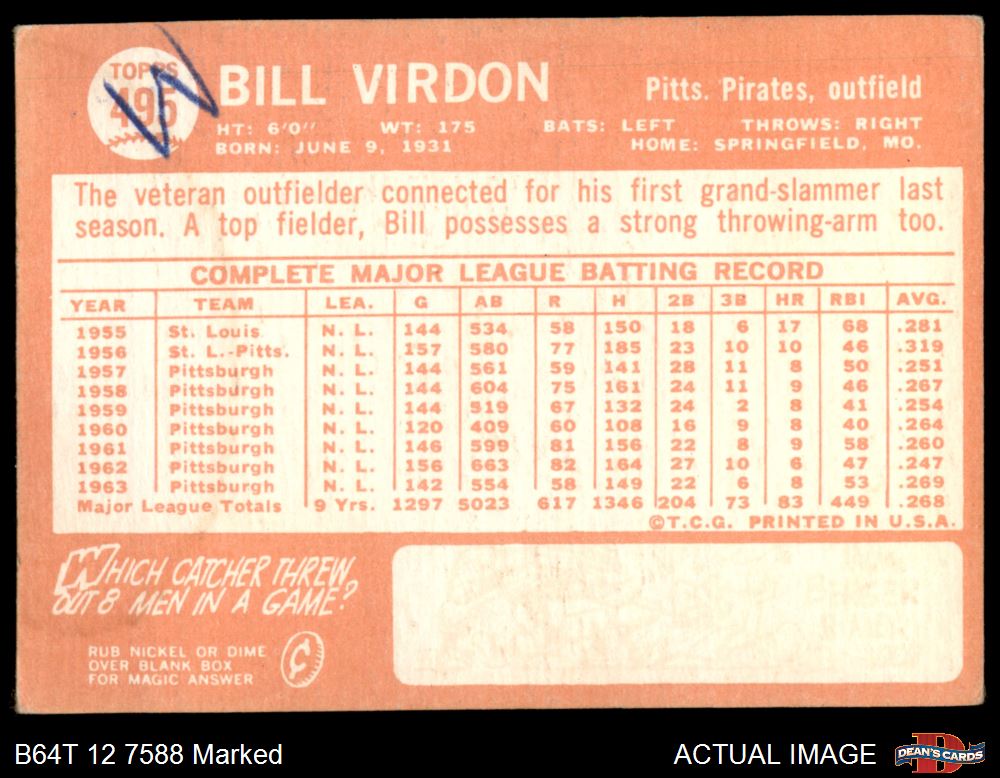 TOPPS
495
W
BILL VIRDON
Pitts. Pirates, outfield
HT: 6'0" WT: 175 BATS: LEFT THROWS: RIGHT
BORN: JUNE 9, 1931 HOME: SPRINGFIELD, MO.
The veteran outfielder connected for his first grand-slammer last
season. A top fielder, Bill possesses a strong throwing-arm too.
COMPLETE MAJOR LEAGUE BATTING RECORD
YEAR TEAM LEA. G AB R H 2B 3B HR RBI AVG.
1955 St. Louis N. L. 144 534 58 150 18 6 17 68 .281
1956 St. L.-Pitts. N. L. 157 580 77 185 23 10 10 46 .319
1957 Pittsburgh N. L. 144 561 59 141 28 11 8 50 .251
1958 Pittsburgh N. L. 144 604 75 161 24 11 9 46 .267
1959 Pittsburgh N. L. 144 519 67 132 24 2 8 41 .254
1960 Pittsburgh N. L. 120 409 60 108 16 9 8 40 .264
1961 Pittsburgh N. L. 146 599 81 156 22 8 9 58 .260
1962 Pittsburgh N. L. 156 663 82 164 27 10 6 47 .247
1963 Pittsburgh N. L. 142 554 58 149 22 6 8 53 .269
Major League Totals 9 Yrs. 1297 5023 617 1346 204 73 83 449 .268
©T.C.G. PRINTED IN U.S.A.
WHICH CATCHER THREW
OUT 8 MEN IN A GAME?
RUB NICKEL OR DIME
OVER BLANK BOX
FOR MAGIC ANSWER
¢
B64T 12 7588 Marked
ACTUAL IMAGE
DEAN'S CARDS